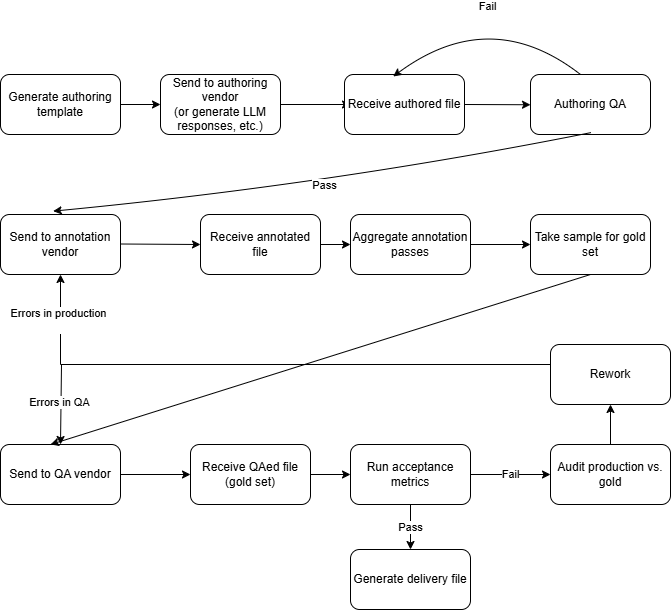 Fail
Generate authoring
template
Send to authoring
vendor
(or generate LLM
responses, etc.)
Receive authored file
Authoring QA
Pass
Send to annotation
vendor
Receive annotated
file
Aggregate annotation
passes
Take sample for gold
set
Errors in production
Rework
Errors in QA
Send to QA vendor
Receive QAed file
(gold set)
Run acceptance
metrics
Fail
Audit production vs.
gold
Pass
Generate delivery file